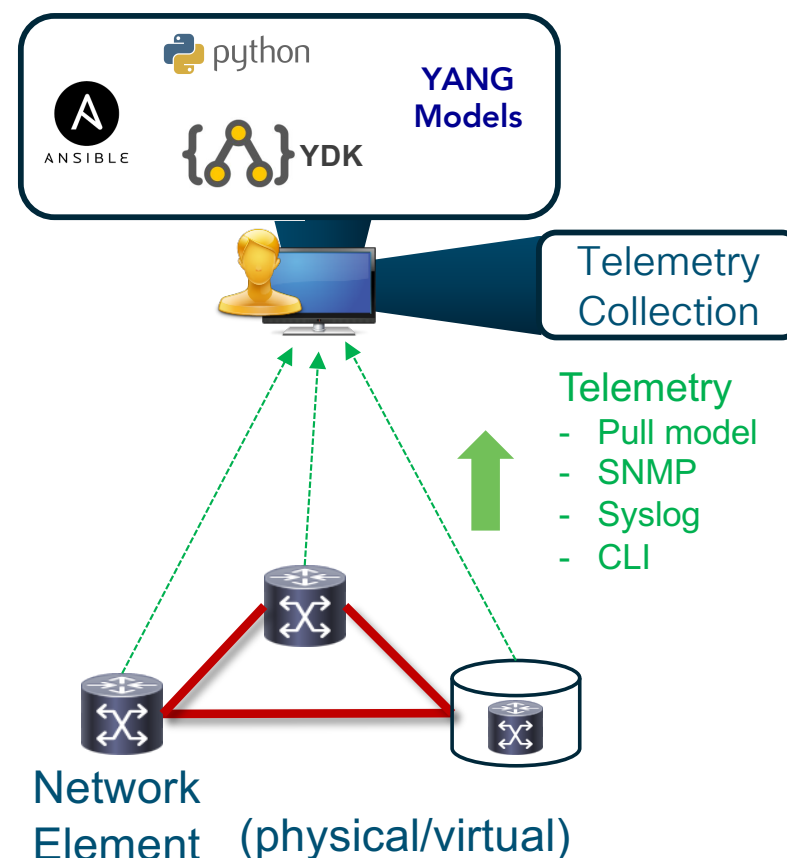 python
YANG
Models
ANSIBLE
YDK
Telemetry
Collection
Telemetry
- Pull model
- SNMP
- Syslog
- CLI
Network
Element (physical/virtual)